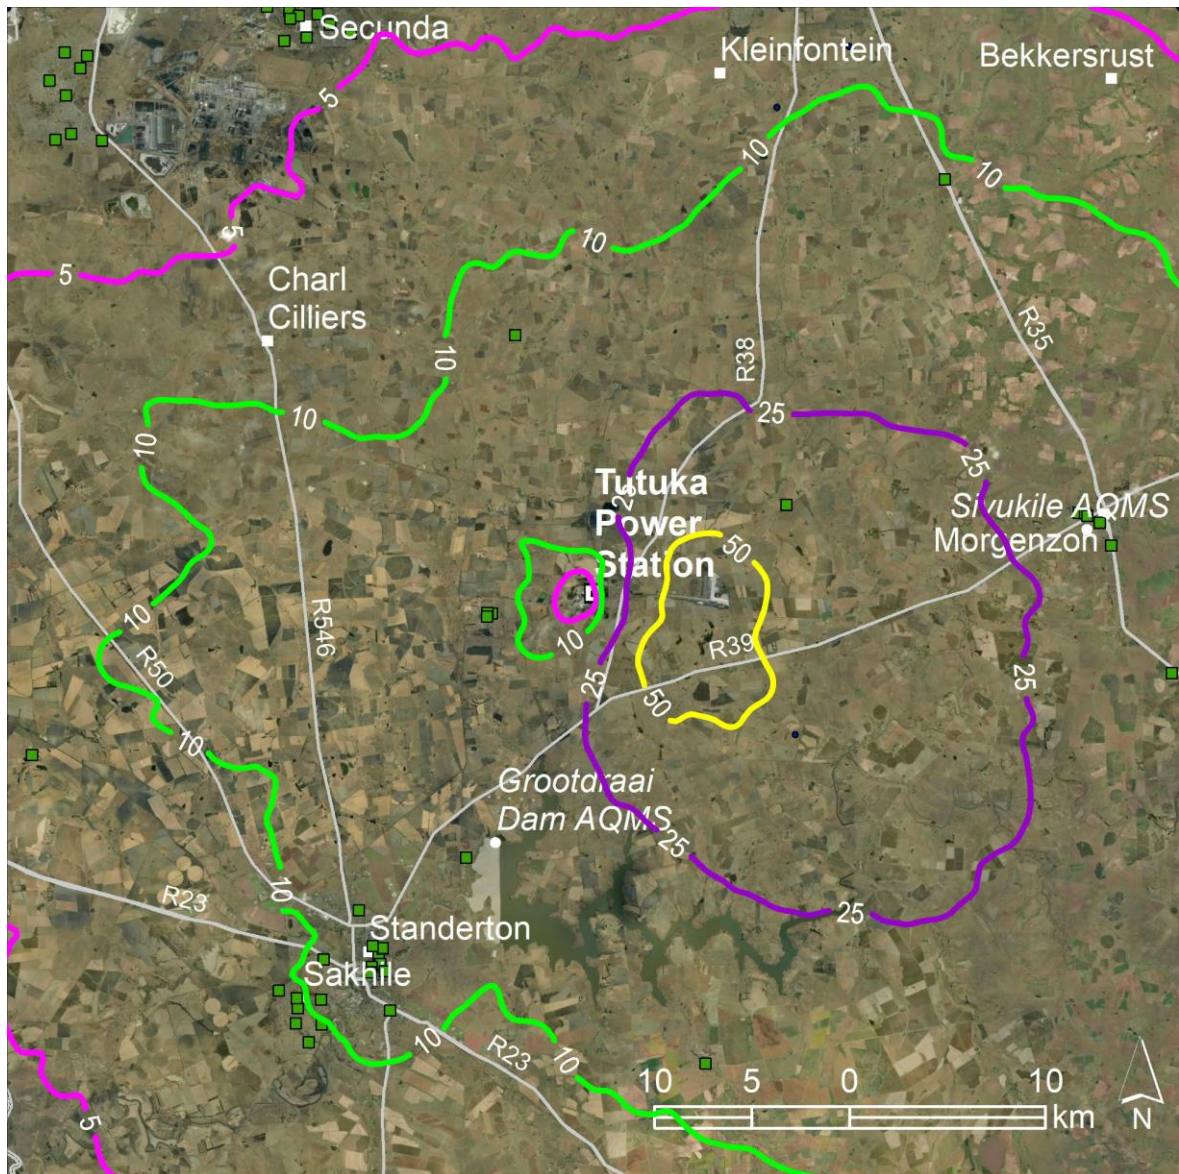 Secunda
Kleinfontein
Bekkersrust
5
10
10
5
10
5
Charl
Cilliers
R35
R38
10
10
10
25
25
Tutuka
Power
Station
25
Sivukile AQMS
Morgenzon
50
10
R546
10
R39
R50
25
50
25
10
Grootdraai
Dam AQMS
25
10
R23
25
Standerton
Sakhile
10
R23
10
5
10 5 0 10
km
N